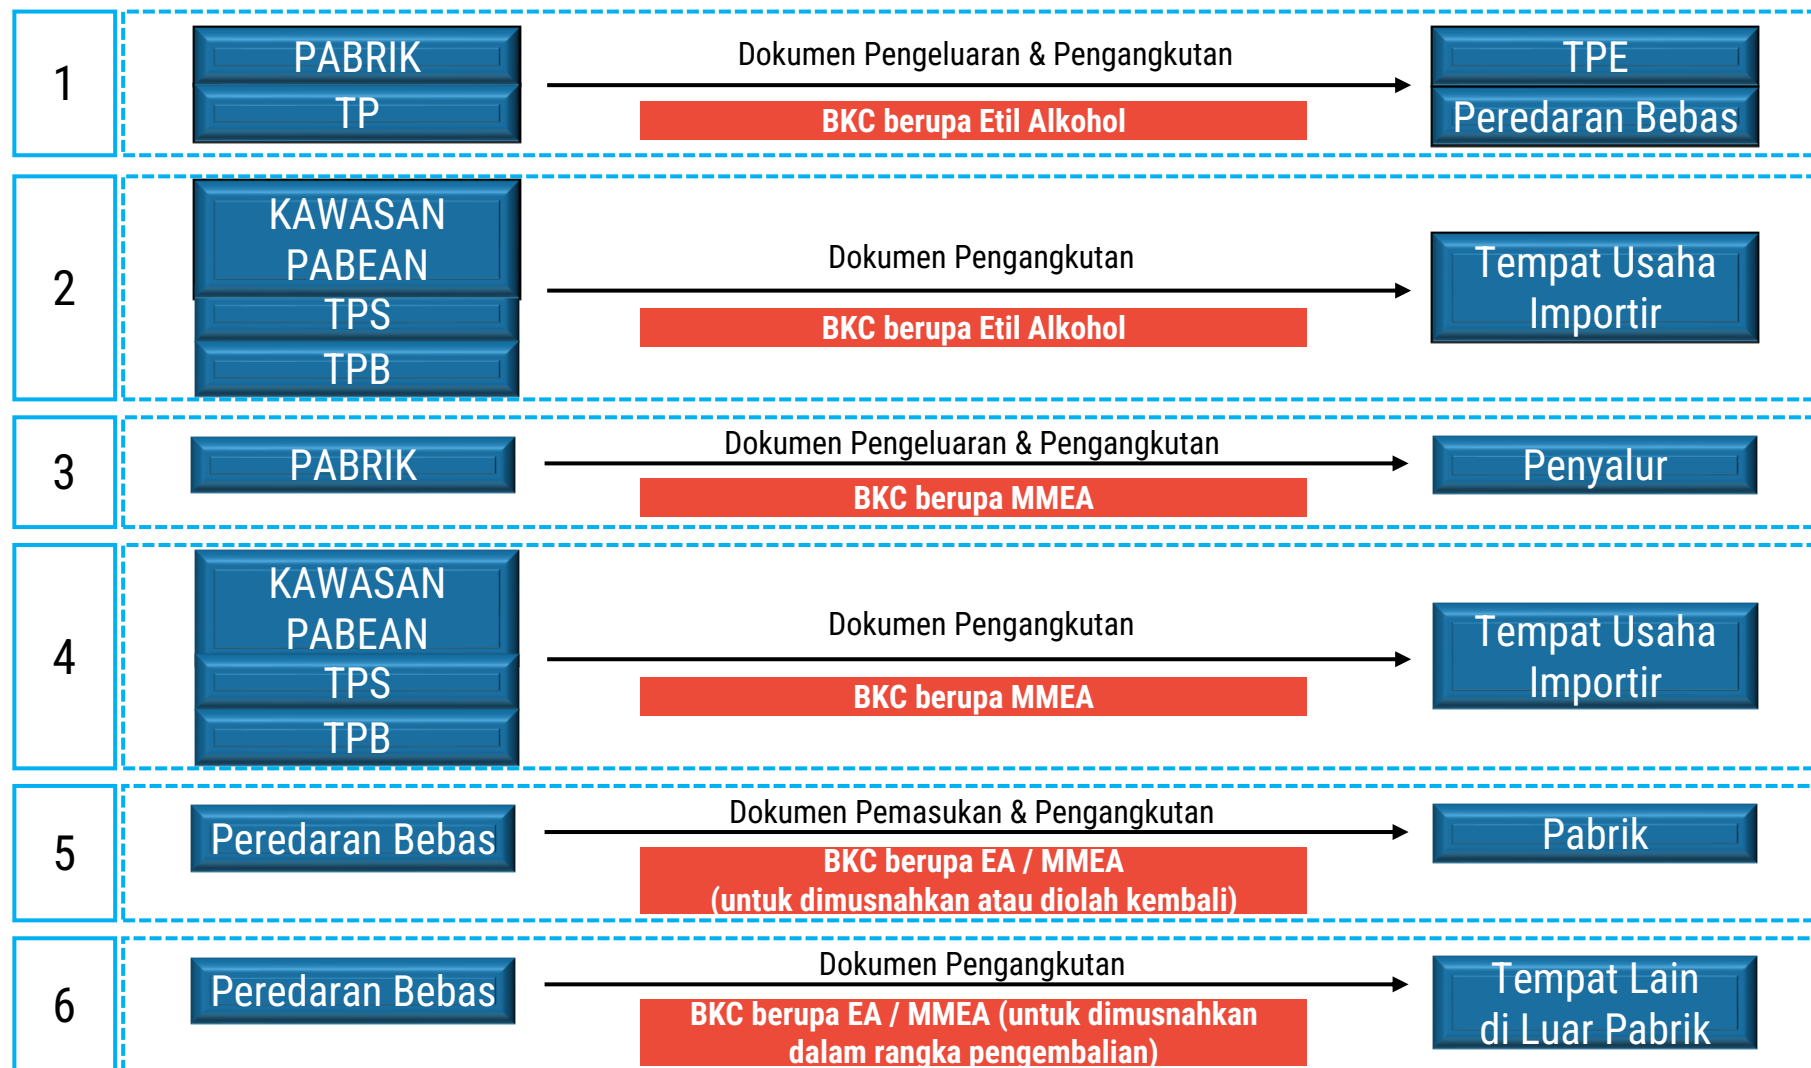 1
PABRIK
TP
Dokumen Pengeluaran & Pengangkutan
BKC berupa Etil Alkohol
TPE
Peredaran Bebas
2
KAWASAN
PABEAN
TPS
TPB
Dokumen Pengangkutan
BKC berupa Etil Alkohol
Tempat Usaha
Importir
3
PABRIK
Dokumen Pengeluaran & Pengangkutan
BKC berupa MMEA
Penyalur
4
KAWASAN
PABEAN
TPS
TPB
Dokumen Pengangkutan
BKC berupa MMEA
Tempat Usaha
Importir
5
Peredaran Bebas
Dokumen Pemasukan & Pengangkutan
BKC berupa EA / MMEA
(untuk dimusnahkan atau diolah kembali)
Pabrik
6
Peredaran Bebas
Dokumen Pengangkutan
BKC berupa EA / MMEA (untuk dimusnahkan
dalam rangka pengembalian)
Tempat Lain
di Luar Pabrik